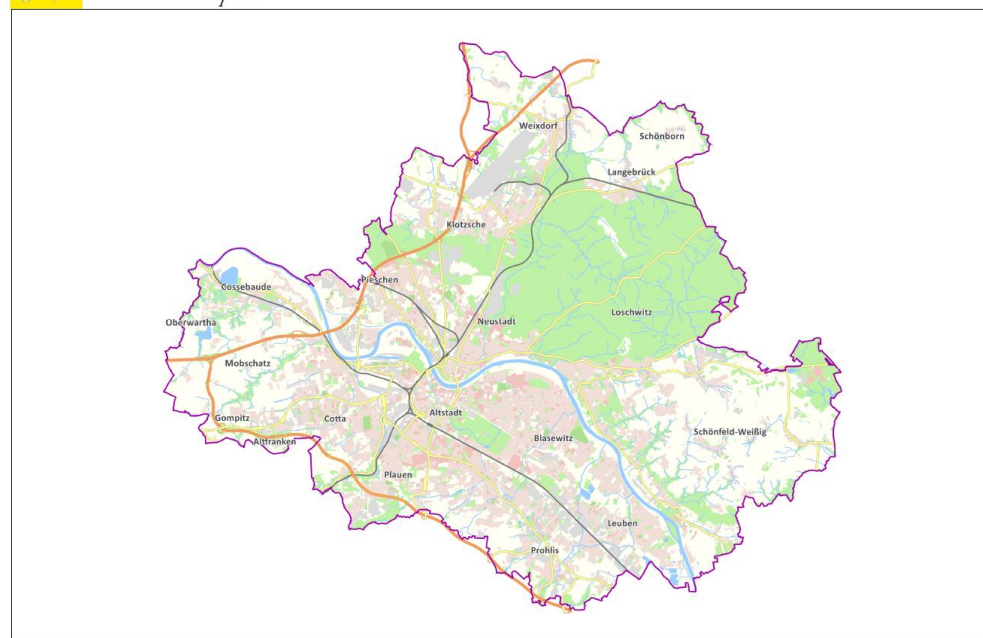 Weixdorf
Schönborn
Langebrück
Klotzsche
Pieschen
Cossebaude
Loschwitz
Oberwartha
Neustadt
Mobschatz
Altstadt
Gompitz
Cotta
Schönfeld-Weißig
Blasewitz
Altfranken
Plauen
Leuben
Prohlis